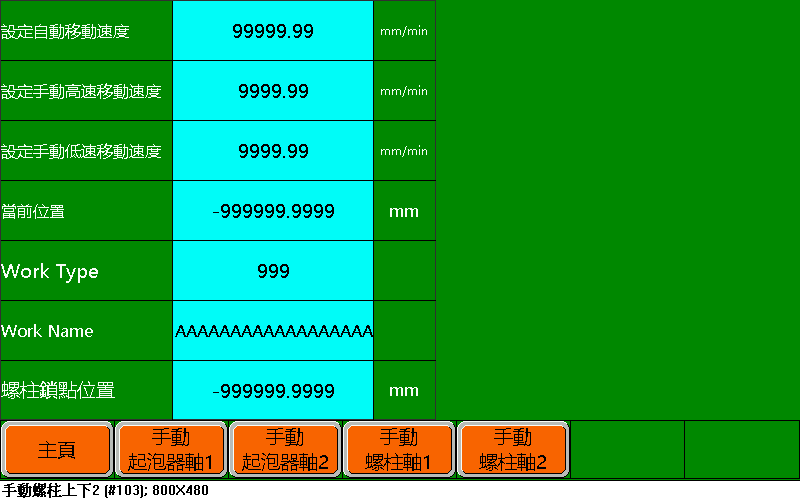 設定自動移動速度 99999.99 mm/min
設定手動高速移動速度 9999.99 mm/min
設定手動低速移動速度 9999.99 mm/min
當前位置 -999999.9999 mm
Work Type 999
Work Name AAAAAAAAAAAAAAAAAA
螺柱鎖點位置 -999999.9999 mm
主頁
手動
起泡器軸1
手動
起泡器軸2
手動
螺柱軸1
手動
螺柱軸2
手動螺柱上下2 (#103); 800X480